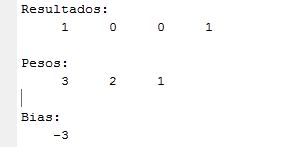 Resultados:
1 0 0 1
Pesos:
3 2 1
Bias:
-3